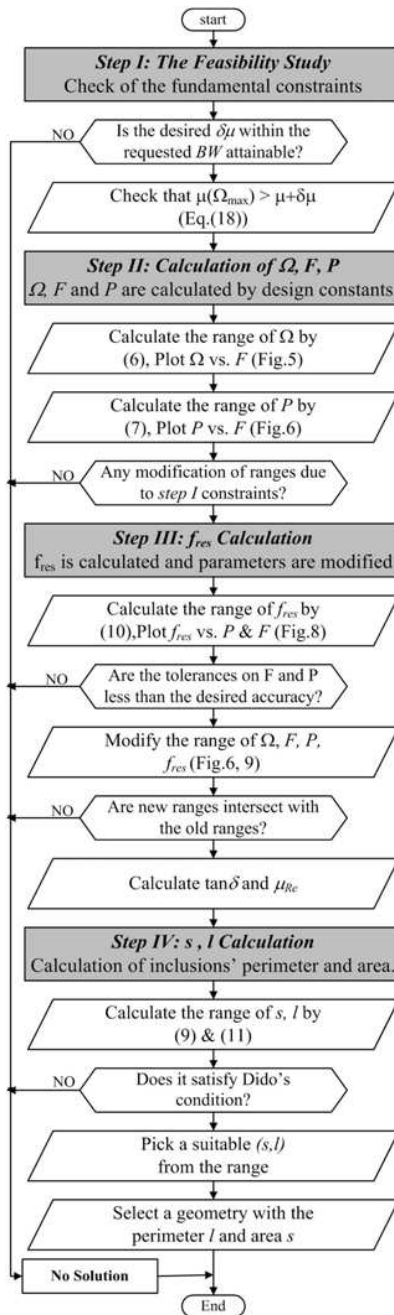 start
Step I: The Feasibility Study
Check of the fundamental constraints
NO
Is the desired δμ within the
requested BW attainable?
Check that μ(Ωmax) > μ+δμ
(Eq.(18))
Step II: Calculation of Ω, F, P
Ω, F and P are calculated by design constants
Calculate the range of Ω by
(6), Plot Ω vs. F (Fig.5)
Calculate the range of P by
(7), Plot P vs. F (Fig.6)
NO
Any modification of ranges due
to step I constraints?
Step III: fres Calculation
fres is calculated and parameters are modified
Calculate the range of fres by
(10),Plot fres vs. P & F (Fig.8)
NO
Are the tolerances on F and P
less than the desired accuracy?
Modify the range of Ω, F, P,
fres (Fig.6, 9)
NO
Are new ranges intersect with
the old ranges?
Calculate tanδ and μRe
Step IV: s , l Calculation
Calculation of inclusions' perimeter and area.
Calculate the range of s, l by
(9) & (11)
NO
Does it satisfy Dido's
condition?
Pick a suitable (s,l)
from the range
Select a geometry with the
perimeter l and area s
No Solution
End